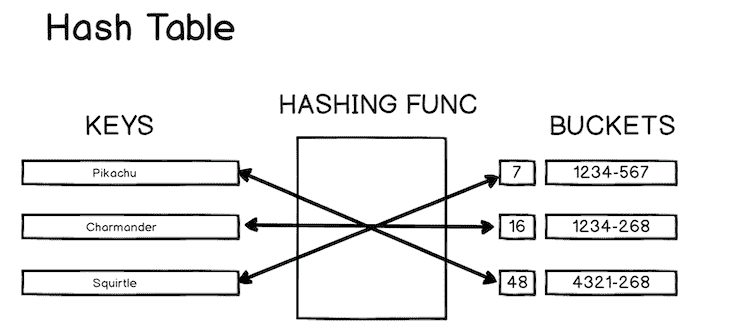 Hash Table
HASHING FUNC
KEYS
BUCKETS
Pikachu
7
1234-567
Charmander
16
1234-268
Squirtle
48
4321-268